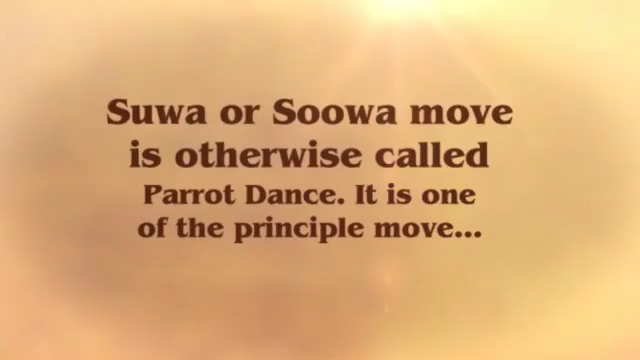 Suwa or Soowa move
is otherwise called
Parrot Dance. It is one
of the principle move...